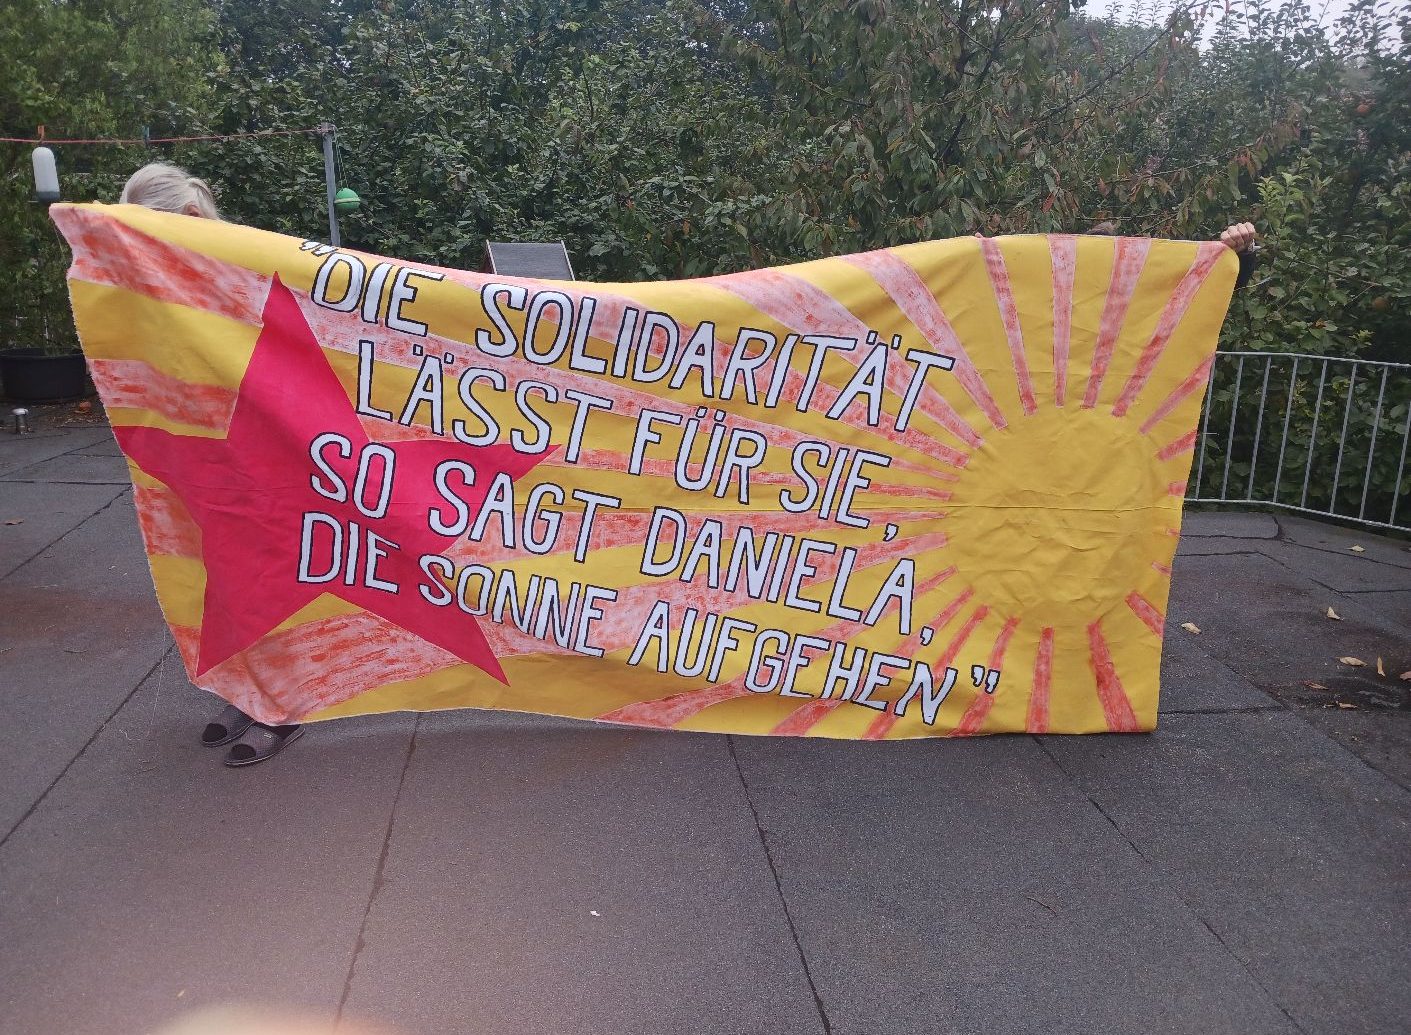 "DIE SOLIDARITÄT
LÄSST FÜR SIE,
SO SAGT DANIELA,
DIE SONNE AUFGEHEN"